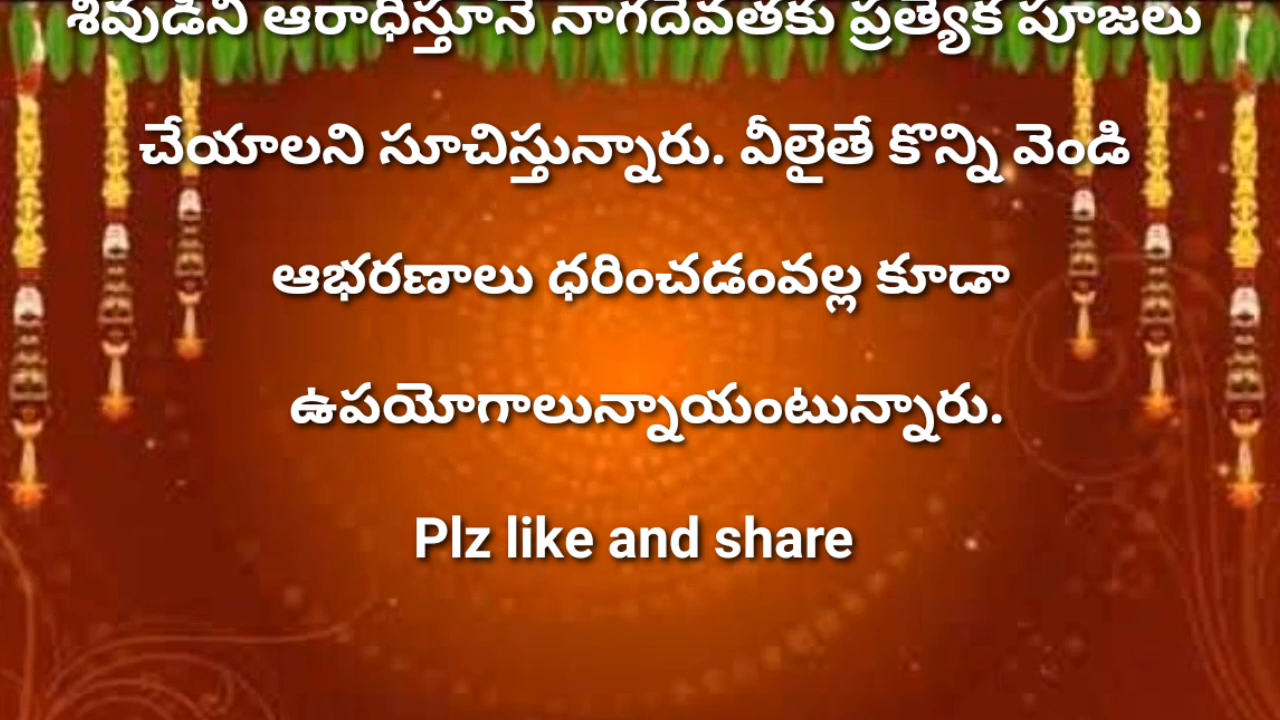 శివుడిని ఆరాధిస్తూనే నాగదేవతకు ప్రత్యేక పూజలు
చేయాలని సూచిస్తున్నారు. వీలైతే కొన్ని వెండి
ఆభరణాలు ధరించడంవల్ల కూడా
ఉపయోగాలున్నాయంటున్నారు.
Plz like and share